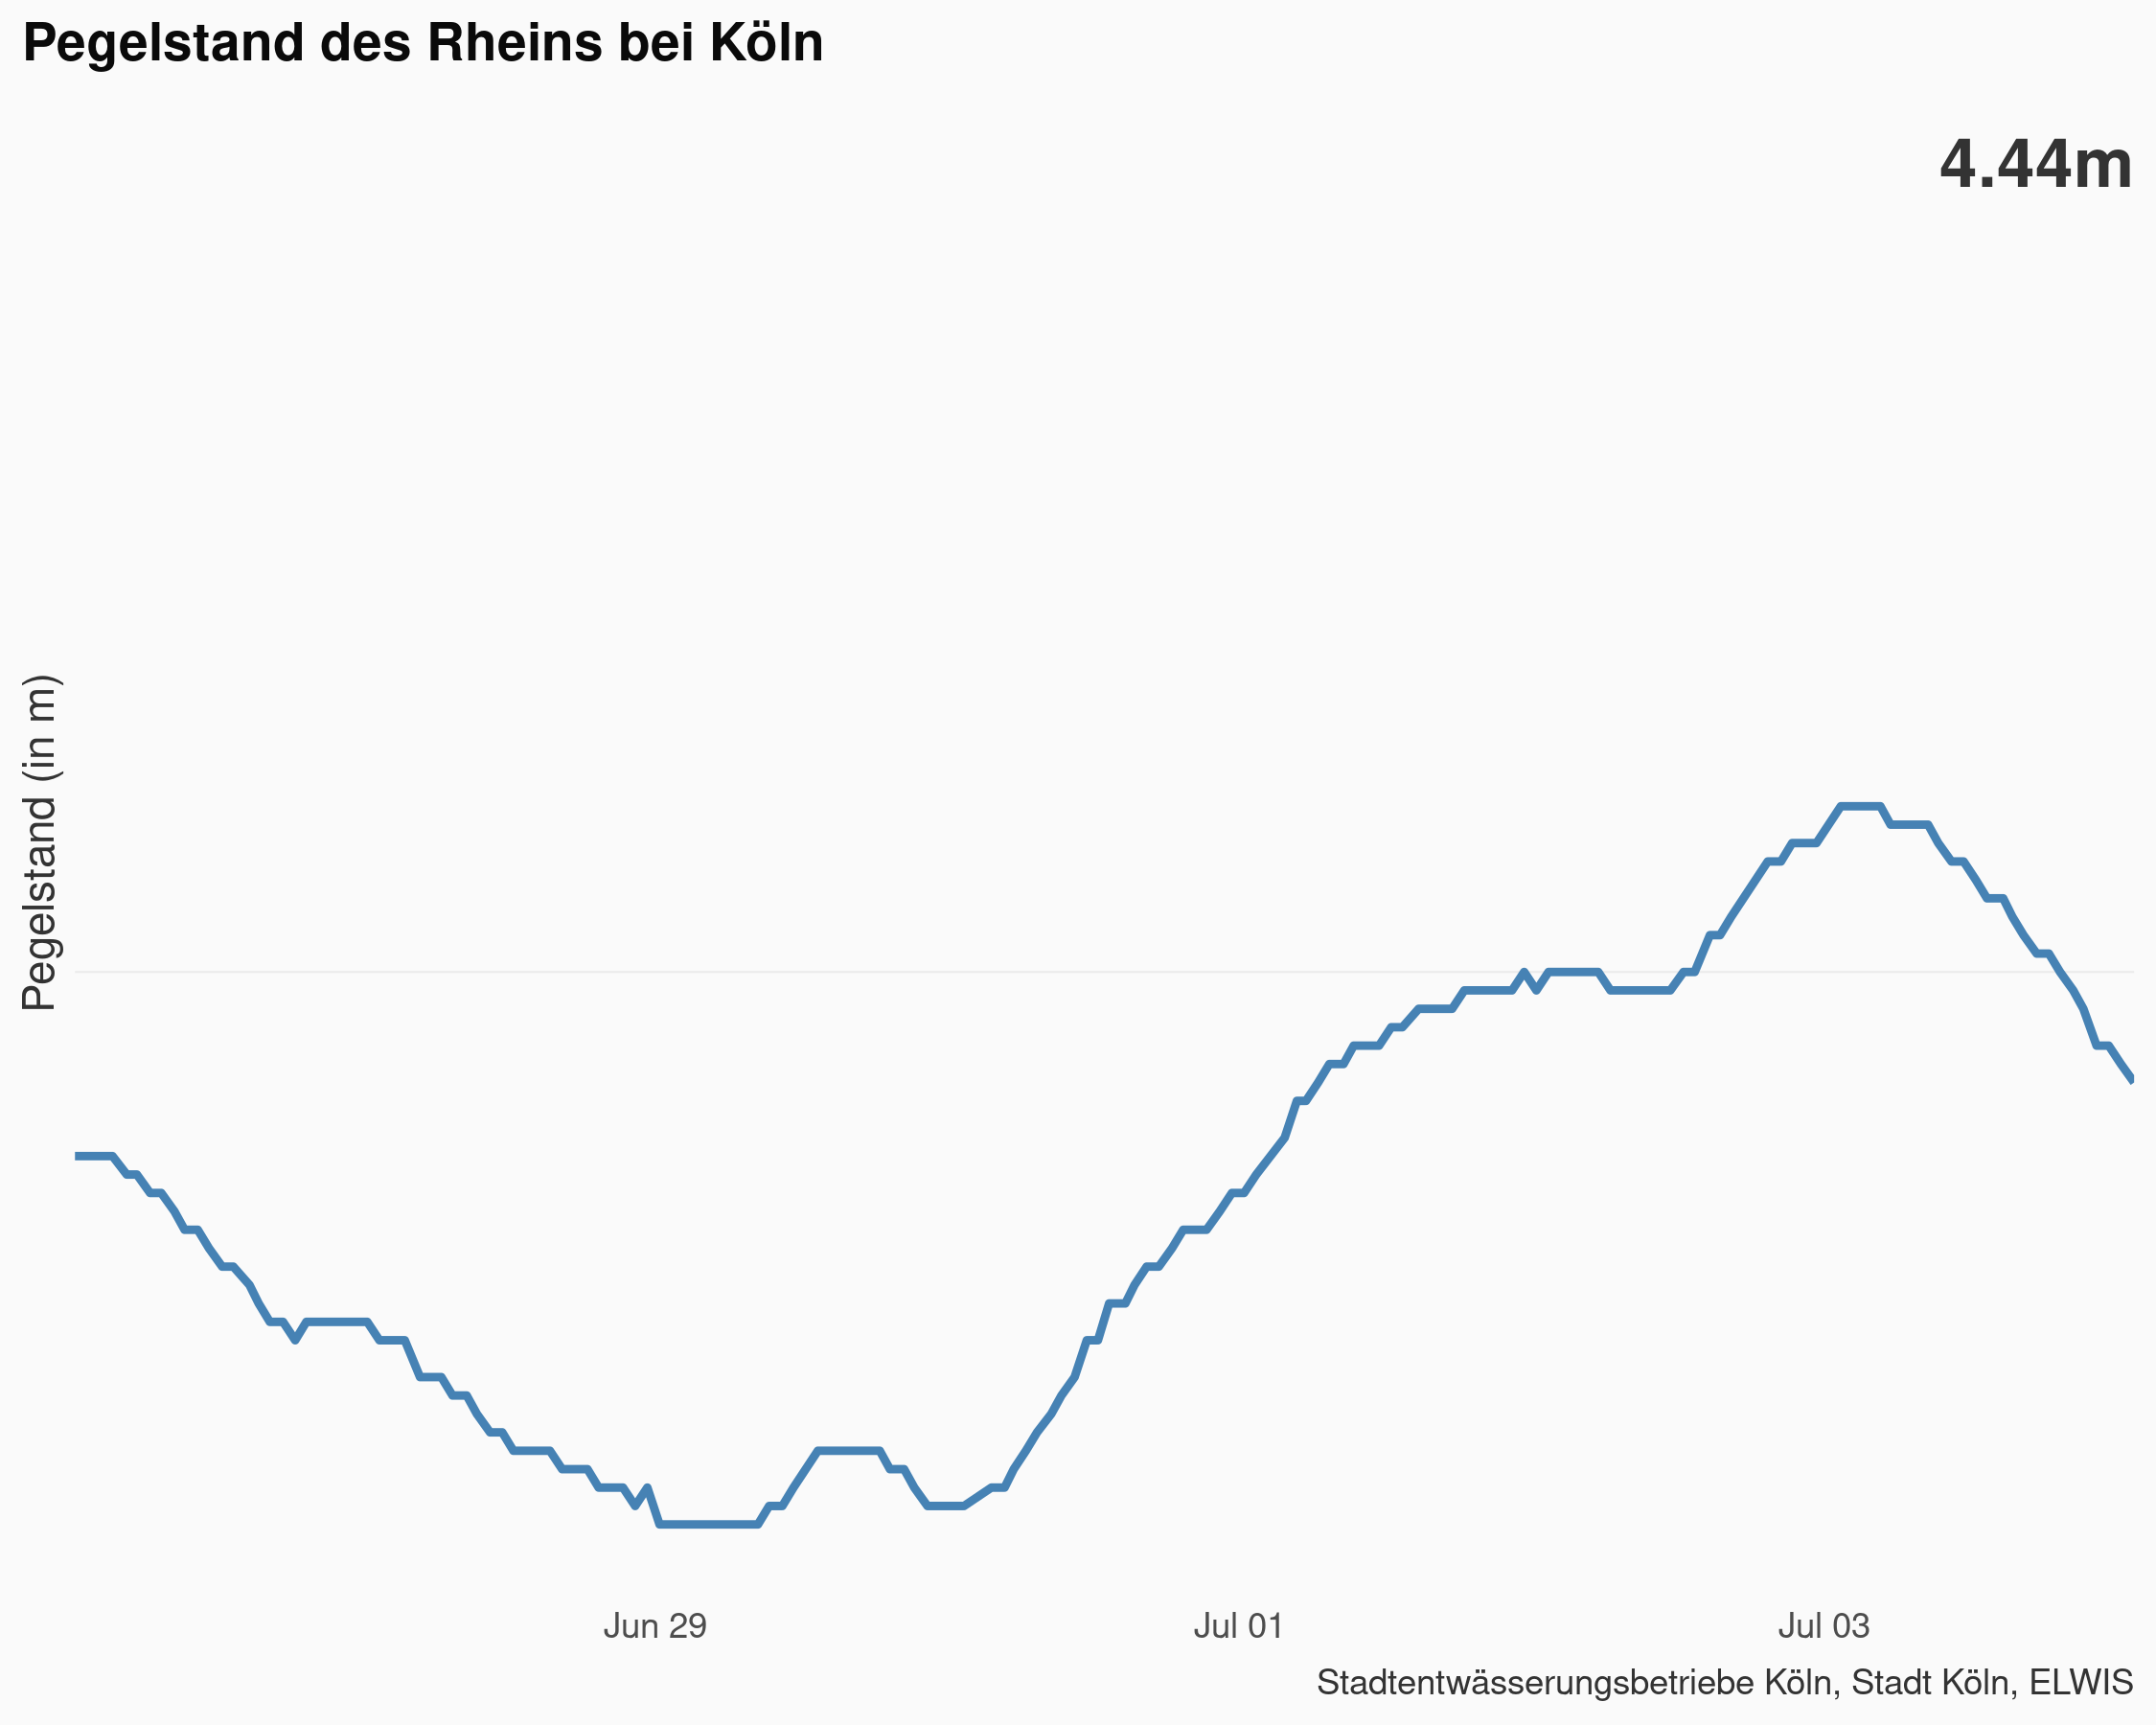 Pegelstand des Rheins bei Köln
4.44m
Pegelstand (in m)
Jun 29
Jul 01
Jul 03
Stadtentwässerungsbetriebe Köln, Stadt Köln, ELWIS